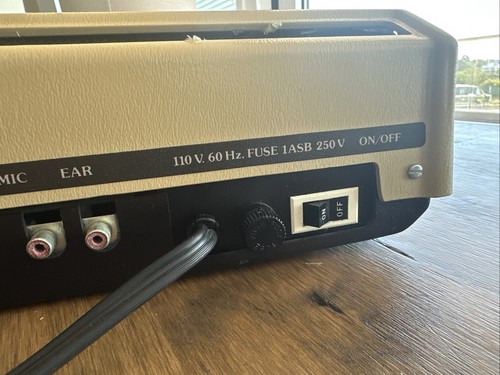 MIC EAR 110 V. 60 Hz. FUSE 1ASB 250 V ON/OFF
ON OFF